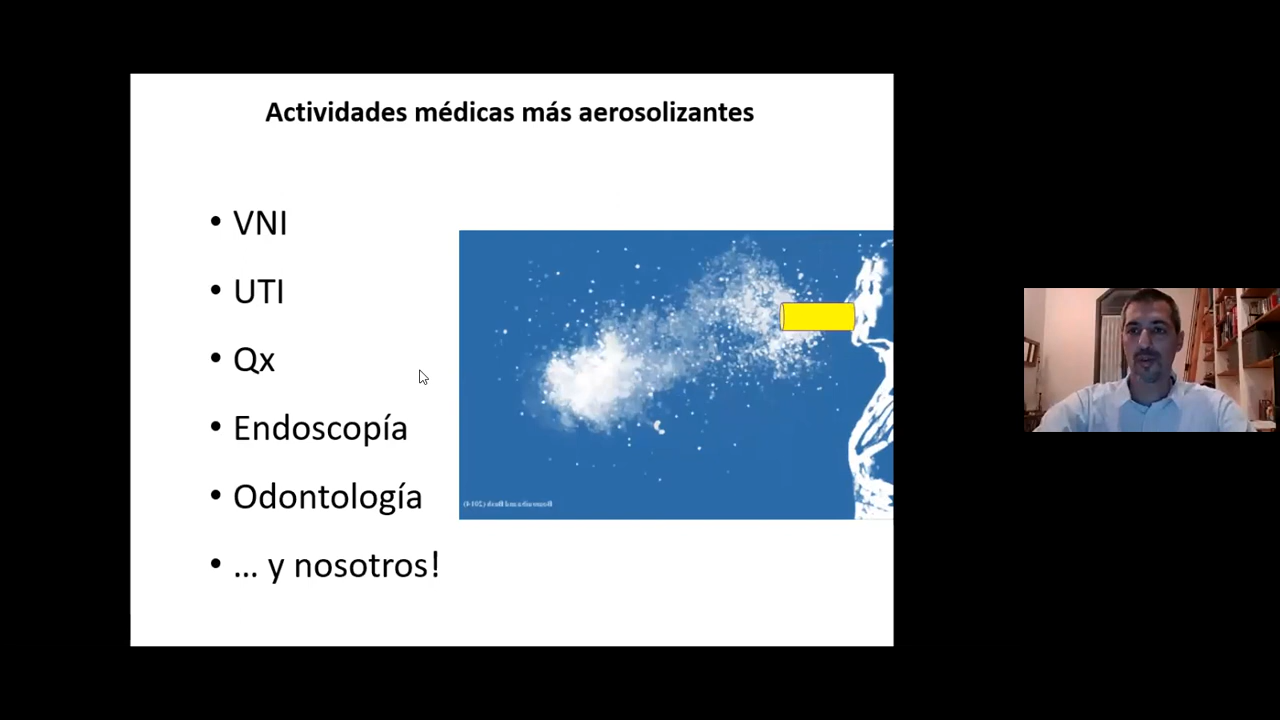 Actividades médicas más aerosolizantes
• VNI
• UTI
• Qx
• Endoscopía
• Odontología
• ... y nosotros!